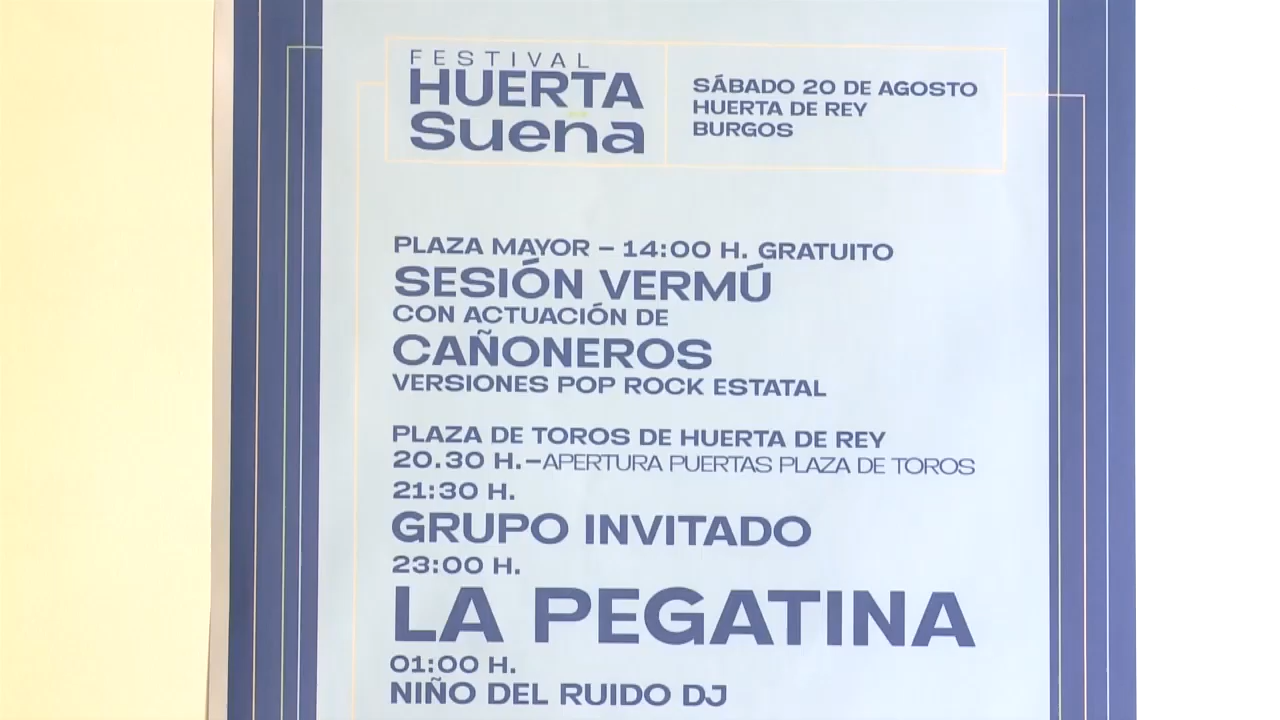 FESTIVAL
HUERTA
Suena
SÁBADO 20 DE AGOSTO
HUERTA DE REY
BURGOS
PLAZA MAYOR – 14:00 H. GRATUITO
SESIÓN VERMÚ
CON ACTUACIÓN DE
CAÑONEROS
VERSIONES POP ROCK ESTATAL
PLAZA DE TOROS DE HUERTA DE REY
20.30 H.–APERTURA PUERTAS PLAZA DE TOROS
21:30 H.
GRUPO INVITADO
23:00 H.
LA PEGATINA
01:00 H.
NIÑO DEL RUIDO DJ